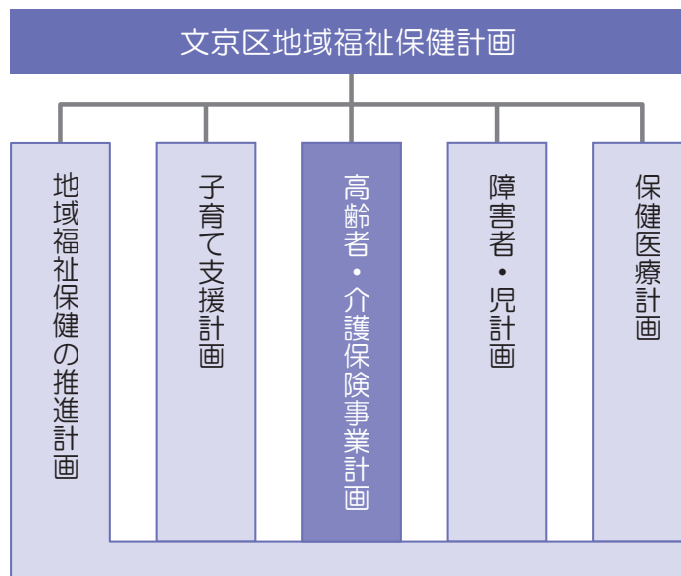 文京区地域福祉保健計画
地域福祉保健の推進計画
子育て支援計画
高齢者・介護保険事業計画
障害者・児計画
保健医療計画